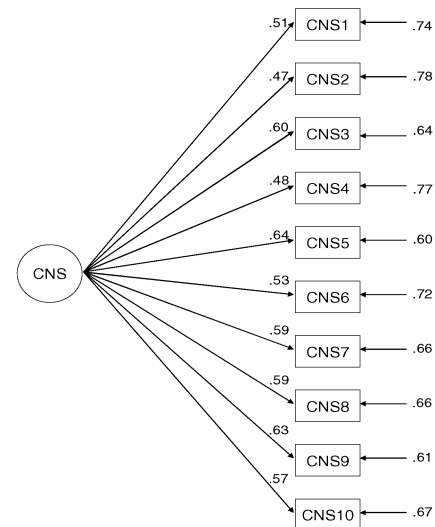 .51 CNS1 .74
.47 CNS2 .78
.60 CNS3 .64
.48 CNS4 .77
.64 CNS5 .60
CNS
.53 CNS6 .72
.59 CNS7 .66
.59 CNS8 .66
.63 CNS9 .61
.57 CNS10 .67